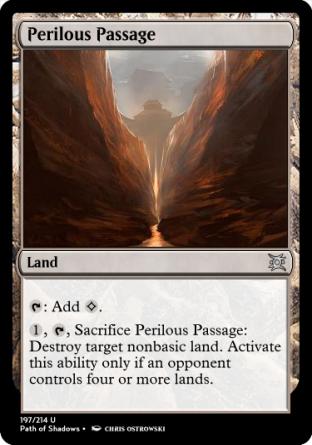 Perilous Passage
Land
: Add .
1, , Sacrifice Perilous Passage:
Destroy target nonbasic land. Activate
this ability only if an opponent
controls four or more lands.
197/214 U
Path of Shadows • CHRIS OSTROWSKI